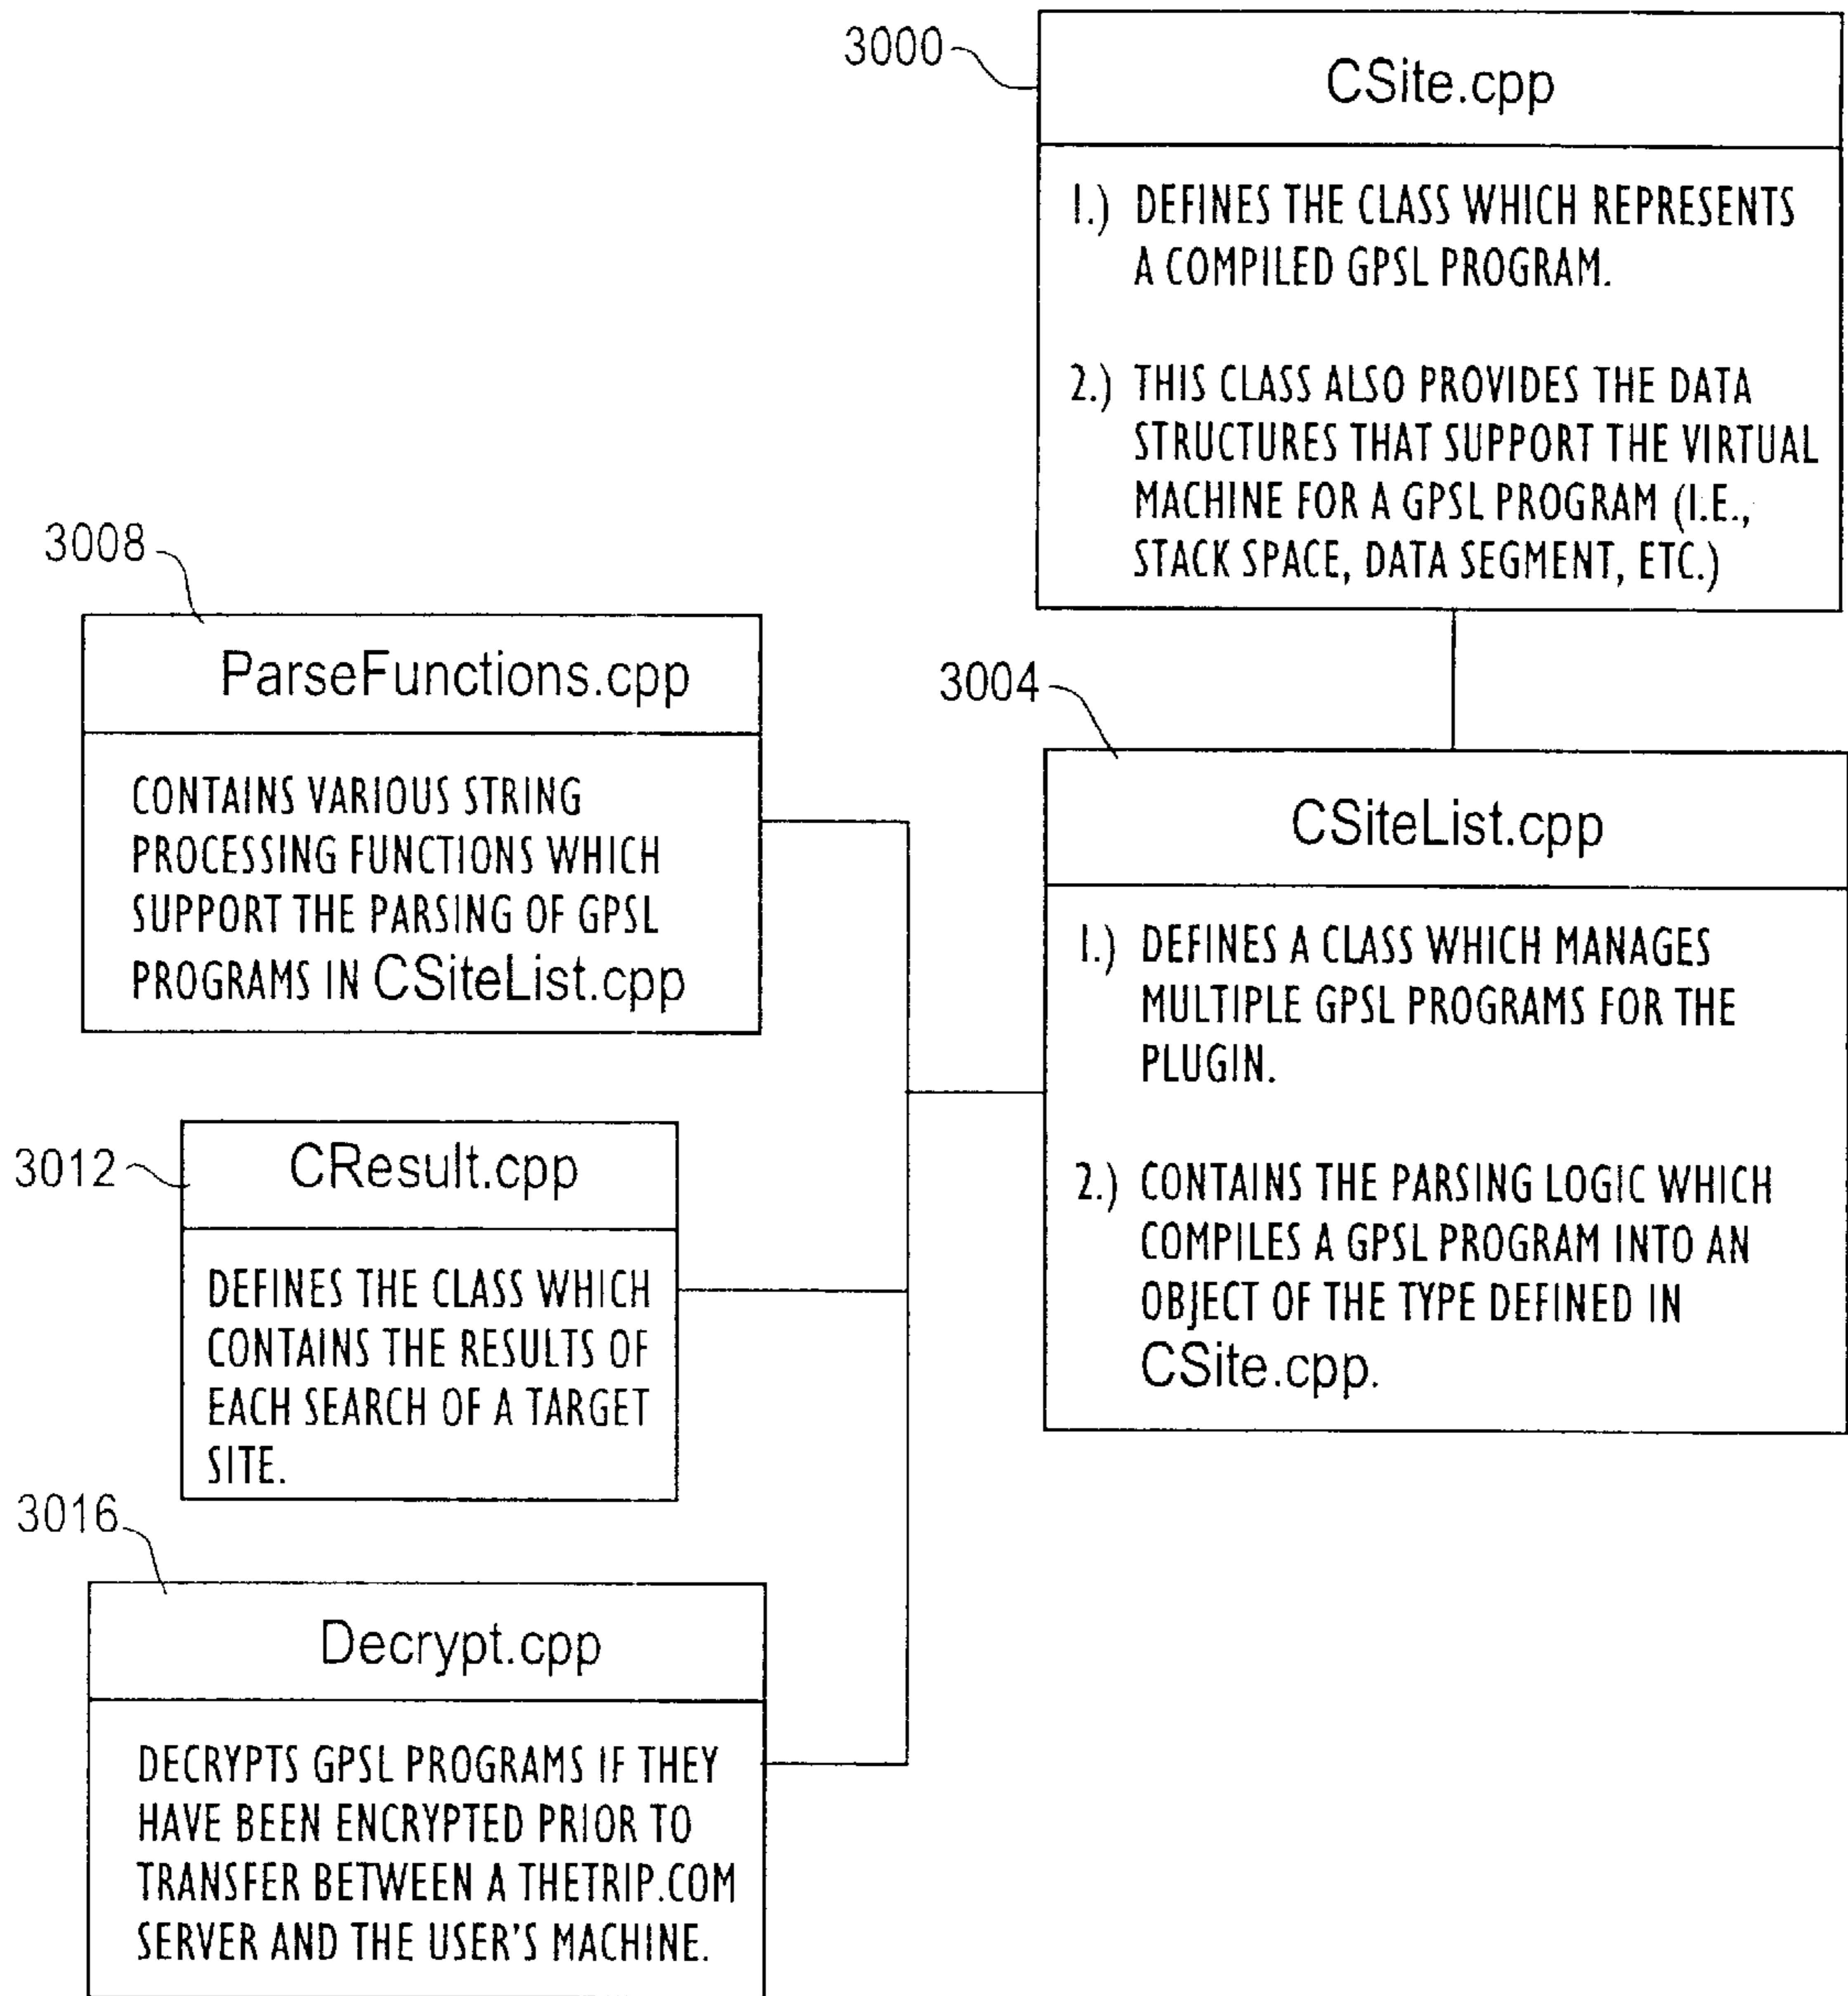 3000
CSite.cpp
1.) DEFINES THE CLASS WHICH REPRESENTS
A COMPILED GPSL PROGRAM.
2.) THIS CLASS ALSO PROVIDES THE DATA
STRUCTURES THAT SUPPORT THE VIRTUAL
MACHINE FOR A GPSL PROGRAM (I.E.,
STACK SPACE, DATA SEGMENT, ETC.)
3008
ParseFunctions.cpp
CONTAINS VARIOUS STRING
PROCESSING FUNCTIONS WHICH
SUPPORT THE PARSING OF GPSL
PROGRAMS IN CSiteList.cpp
3004
CSiteList.cpp
1.) DEFINES A CLASS WHICH MANAGES
MULTIPLE GPSL PROGRAMS FOR THE
PLUGIN.
2.) CONTAINS THE PARSING LOGIC WHICH
COMPILES A GPSL PROGRAM INTO AN
OBJECT OF THE TYPE DEFINED IN
CSite.cpp.
3012
CResult.cpp
DEFINES THE CLASS WHICH
CONTAINS THE RESULTS OF
EACH SEARCH OF A TARGET
SITE.
3016
Decrypt.cpp
DECRYPTS GPSL PROGRAMS IF THEY
HAVE BEEN ENCRYPTED PRIOR TO
TRANSFER BETWEEN A THETRIP.COM
SERVER AND THE USER'S MACHINE.